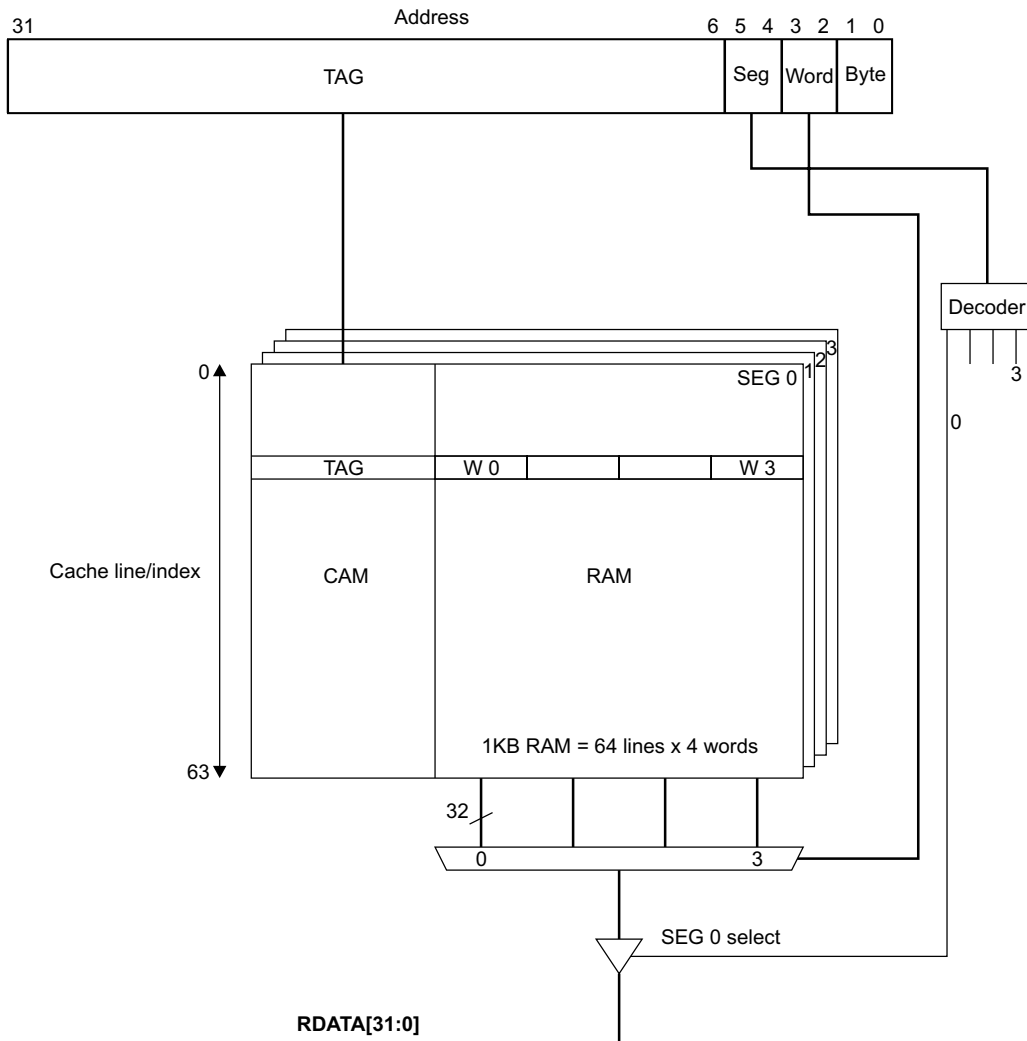 Address
31 6 5 4 3 2 1 0
TAG Seg Word Byte
Decoder
3
0
0
SEG 0 1 2 3
TAG W 0 W 3
Cache line/index
CAM RAM
1KB RAM = 64 lines x 4 words
63
32
0 3
SEG 0 select
RDATA[31:0]